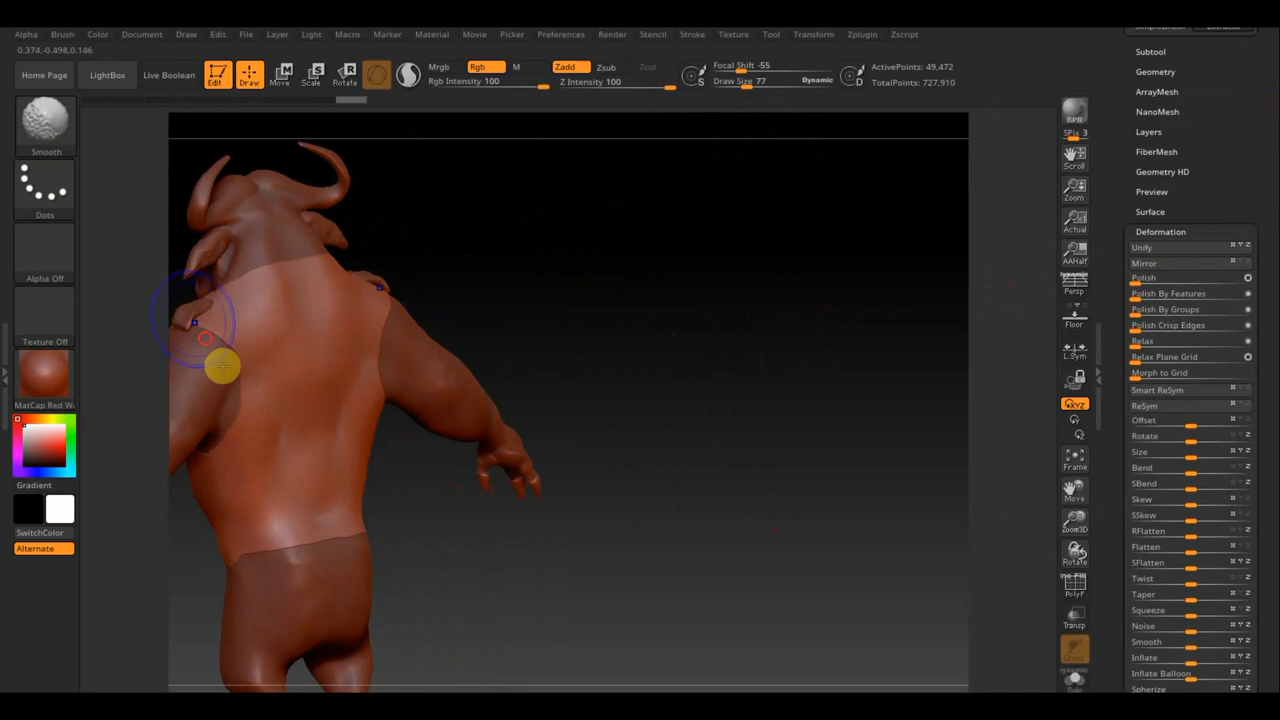 Alpha Brush Color Document Draw Edit File Layer Light Macro Marker Material Movie Picker Preferences Render Stencil Stroke Texture Tool Transform Zplugin Zscript
0.374,-0.498,0.146
Home Page
LightBox
Live Boolean
Edit
Draw
Move
Scale
Rotate
Mrgb
Rgb
M
Rgb Intensity 100
Zadd
Zsub
Zcut
Z Intensity 100
S
Focal Shift -55
Draw Size 77
Dynamic
D
ActivePoints: 49,472
TotalPoints: 727,910
Smooth
Dots
Alpha Off
Texture Off
MatCap Red Wa
Gradient
SwitchColor
Alternate
BPR
SPix 3
Scroll
Zoom
Actual
AAHalf
Dynamic
Persp
Floor
L.Sym
XYZ
Frame
Move
Zoom3D
Rotate
PolyF
Transp
Ghost
Dynamic
Solo
Subtool
Geometry
ArrayMesh
NanoMesh
Layers
FiberMesh
Geometry HD
Preview
Surface
Deformation
Unify
Mirror
Polish
Polish By Features
Polish By Groups
Polish Crisp Edges
Relax
Relax Plane Grid
Morph to Grid
Smart ReSym
ReSym
Offset
Rotate
Size
Bend
SBend
Skew
SSkew
RFlatten
Flatten
SFlatten
Twist
Taper
Squeeze
Noise
Smooth
Inflate
Inflate Balloon
Spherize